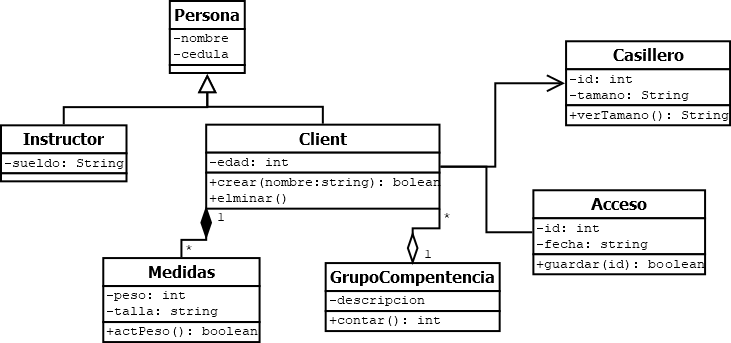 Persona
-nombre
-cedula
Casillero
-id: int
-tamano: String
+verTamano(): String
Instructor
-sueldo: String
Client
-edad: int
+crear(nombre:string): bolean
+elminar()
1
*
*
1
Acceso
-id: int
-fecha: string
+guardar(id): boolean
Medidas
-peso: int
-talla: string
+actPeso(): boolean
GrupoCompentencia
-descripcion
+contar(): int